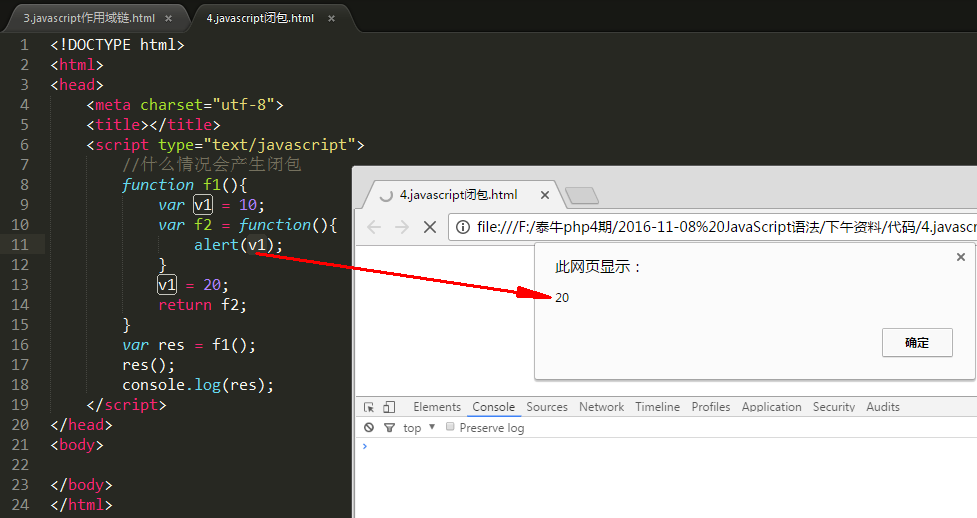 3.javascript作用域链.html × 4.javascript闭包.html ×
1 <!DOCTYPE html>
2 <html>
3 <head>
4 <meta charset="utf-8">
5 <title></title>
6 <script type="text/javascript">
7 //什么情况会产生闭包
8 function f1(){
9 var v1 = 10;
10 var f2 = function(){
11 alert(v1);
12 }
13 v1 = 20;
14 return f2;
15 }
16 var res = f1();
17 res();
18 console.log(res);
19 </script>
20 </head>
21 <body>
22
23 </body>
24 </html>
4.javascript闭包.html ×
file:///F:/泰牛php4期/2016-11-08%20JavaScript语法/下午资料/代码/4.javascr
此网页显示：
20
确定
Elements Console Sources Network Timeline Profiles Application Security Audits
top ▼ Preserve log
>